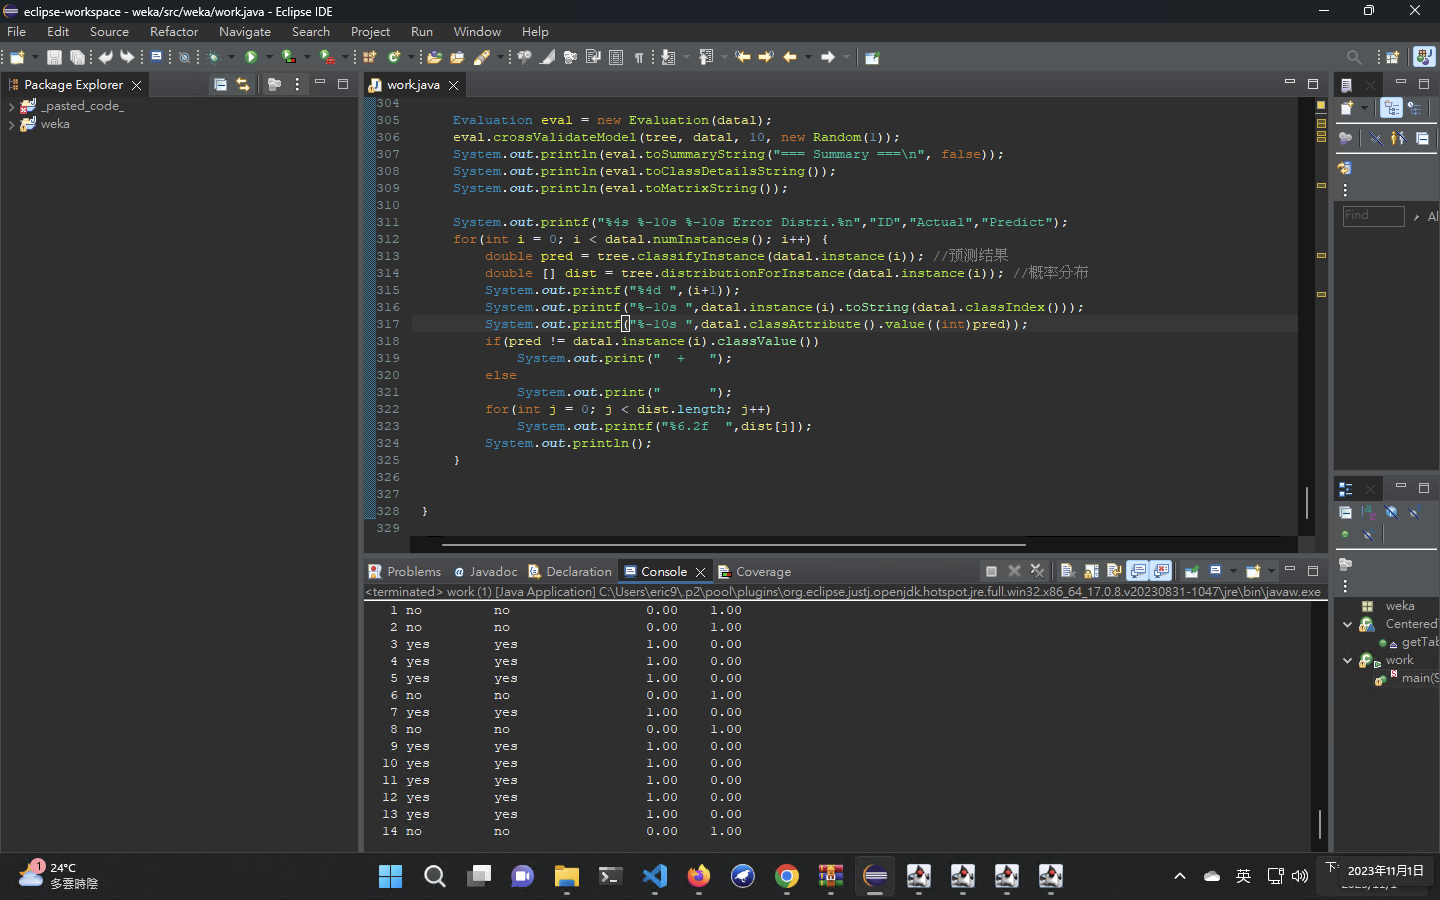 eclipse-workspace - weka/src/weka/work.java - Eclipse IDE
File Edit Source Refactor Navigate Search Project Run Window Help
Package Explorer
_pasted_code_
weka
work.java
304
305 Evaluation eval = new Evaluation(data1);
306 eval.crossValidateModel(tree, data1, 10, new Random(1));
307 System.out.println(eval.toSummaryString("=== Summary ===\n", false));
308 System.out.println(eval.toClassDetailsString());
309 System.out.println(eval.toMatrixString());
310
311 System.out.printf("%4s %-10s %-10s Error Distri.%n","ID","Actual","Predict");
312 for(int i = 0; i < data1.numInstances(); i++) {
313 double pred = tree.classifyInstance(data1.instance(i)); //预测结果
314 double [] dist = tree.distributionForInstance(data1.instance(i)); //概率分布
315 System.out.printf("%4d ",(i+1));
316 System.out.printf("%-10s ",data1.instance(i).toString(data1.classIndex()));
317 System.out.printf("%-10s ",data1.classAttribute().value((int)pred));
318 if(pred != data1.instance(i).classValue())
319 System.out.print("  +   ");
320 else
321 System.out.print("      ");
322 for(int j = 0; j < dist.length; j++)
323 System.out.printf("%6.2f  ",dist[j]);
324 System.out.println();
325 }
326
327
328 }
329
Find
Al
Problems Javadoc Declaration Console Coverage
<terminated> work (1) [Java Application] C:\Users\eric9\.p2\pool\plugins\org.eclipse.justj.openjdk.hotspot.jre.full.win32.x86_64_17.0.8.v20230831-1047\jre\bin\javaw.exe
1 no no 0.00 1.00
2 no no 0.00 1.00
3 yes yes 1.00 0.00
4 yes yes 1.00 0.00
5 yes yes 1.00 0.00
6 no no 0.00 1.00
7 yes yes 1.00 0.00
8 no no 0.00 1.00
9 yes yes 1.00 0.00
10 yes yes 1.00 0.00
11 yes yes 1.00 0.00
12 yes yes 1.00 0.00
13 yes yes 1.00 0.00
14 no no 0.00 1.00
weka
Centered
getTab
work
main(S
1
24°C
多雲時陰
英
下
2023年11月1日